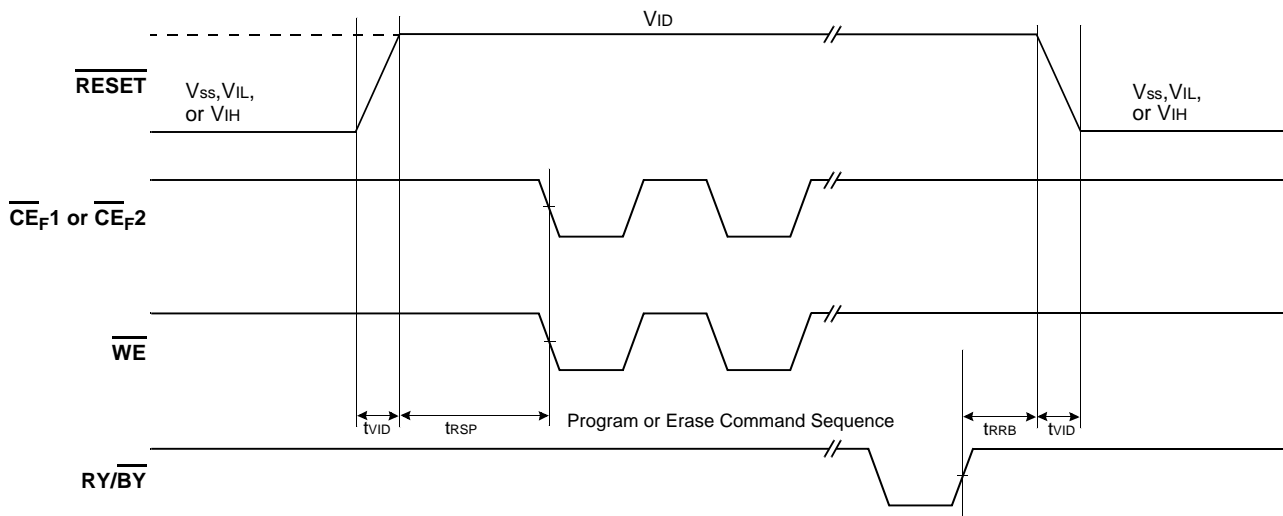 VID
RESET
Vss,VIL,
or VIH
Vss,VIL,
or VIH
CEF1 or CEF2
WE
tVID
tRSP
Program or Erase Command Sequence
tRRB
tVID
RY/BY